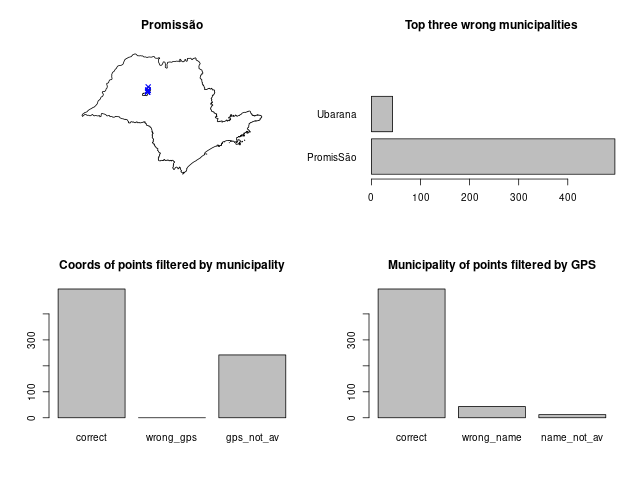 Promissão
Top three wrong municipalities
Ubarana
PromisSão
0 100 200 300 400
Coords of points filtered by municipality
0 100 300
correct wrong_gps gps_not_av
Municipality of points filtered by GPS
0 100 300
correct wrong_name name_not_av